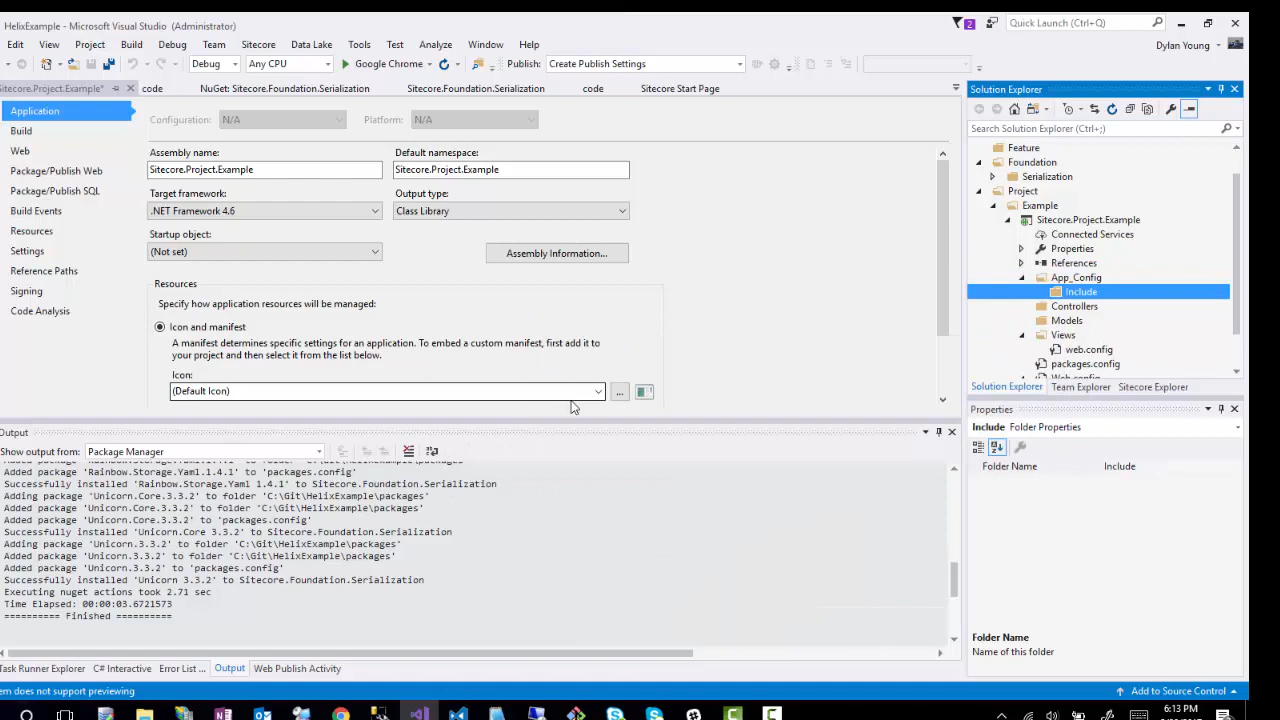 HelixExample - Microsoft Visual Studio (Administrator)
2
Quick Launch (Ctrl+Q)
Edit View Project Build Debug Team Sitecore Data Lake Tools Test Analyze Window Help
Dylan Young
Debug Any CPU Google Chrome Publish: Create Publish Settings
Sitecore.Project.Example* code NuGet: Sitecore.Foundation.Serialization Sitecore.Foundation.Serialization code Sitecore Start Page
Application
Build
Web
Package/Publish Web
Package/Publish SQL
Build Events
Resources
Settings
Reference Paths
Signing
Code Analysis
Configuration: N/A Platform: N/A
Assembly name: Default namespace:
Sitecore.Project.Example Sitecore.Project.Example
Target framework: Output type:
.NET Framework 4.6 Class Library
Startup object:
(Not set) Assembly Information...
Resources
Specify how application resources will be managed:
Icon and manifest
A manifest determines specific settings for an application. To embed a custom manifest, first add it to
your project and then select it from the list below.
Icon:
(Default Icon) ...
Solution Explorer
Search Solution Explorer (Ctrl+;)
Feature
Foundation
Serialization
Project
Example
Sitecore.Project.Example
Connected Services
Properties
References
App_Config
Include
Controllers
Models
Views
web.config
packages.config
Web.config
Solution Explorer Team Explorer Sitecore Explorer
Properties
Include Folder Properties
Folder Name Include
Folder Name
Name of this folder
Output
Show output from: Package Manager
Added package 'Rainbow.Storage.Yaml.1.4.1' to 'packages.config'
Successfully installed 'Rainbow.Storage.Yaml 1.4.1' to Sitecore.Foundation.Serialization
Adding package 'Unicorn.Core.3.3.2' to folder 'C:\Git\HelixExample\packages'
Added package 'Unicorn.Core.3.3.2' to folder 'C:\Git\HelixExample\packages'
Added package 'Unicorn.Core.3.3.2' to 'packages.config'
Successfully installed 'Unicorn.Core 3.3.2' to Sitecore.Foundation.Serialization
Adding package 'Unicorn.3.3.2' to folder 'C:\Git\HelixExample\packages'
Added package 'Unicorn.3.3.2' to folder 'C:\Git\HelixExample\packages'
Added package 'Unicorn.3.3.2' to 'packages.config'
Successfully installed 'Unicorn 3.3.2' to Sitecore.Foundation.Serialization
Executing nuget actions took 2.71 sec
Time Elapsed: 00:00:03.6721573
========== Finished ==========
Task Runner Explorer C# Interactive Error List ... Output Web Publish Activity
em does not support previewing
Add to Source Control
6:13 PM